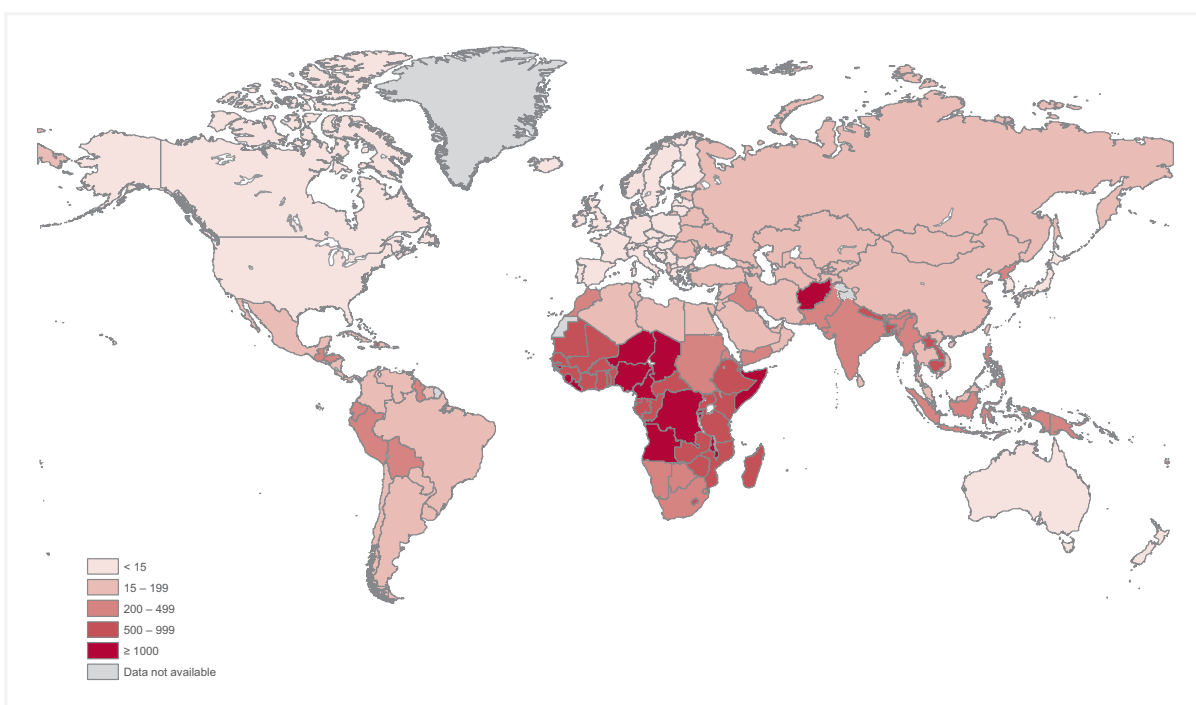 < 15
15 – 199
200 – 499
500 – 999
≥ 1000
Data not available